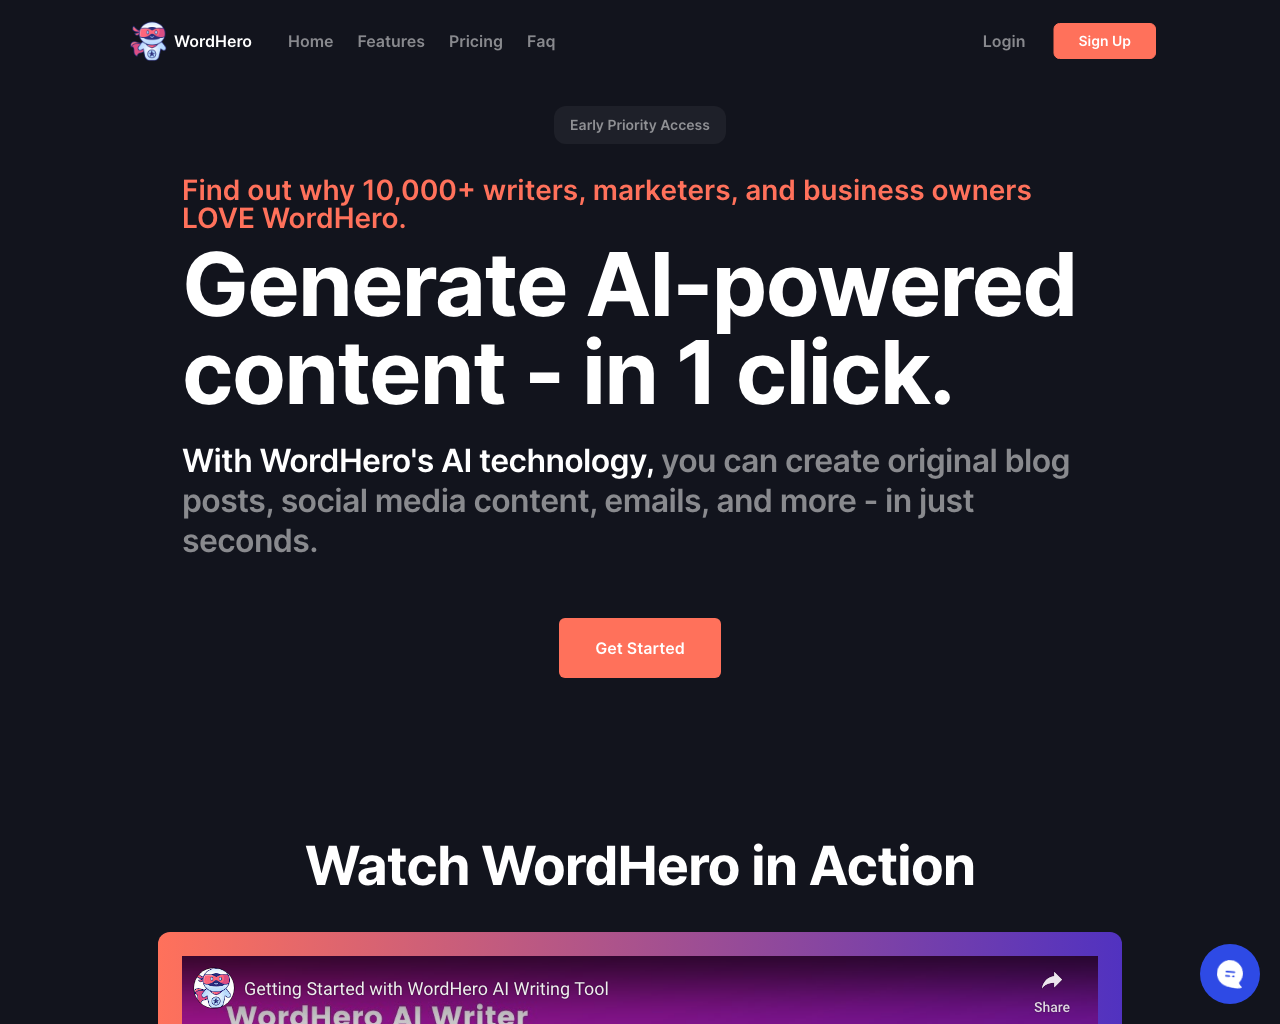 WordHero
Home
Features
Pricing
Faq
Login
Sign Up
Early Priority Access
Find out why 10,000+ writers, marketers, and business owners
LOVE WordHero.
Generate AI-powered
content - in 1 click.
With WordHero's AI technology, you can create original blog
posts, social media content, emails, and more - in just
seconds.
Get Started
Watch WordHero in Action
Getting Started with WordHero AI Writing Tool
Share
WordHero AI Writer